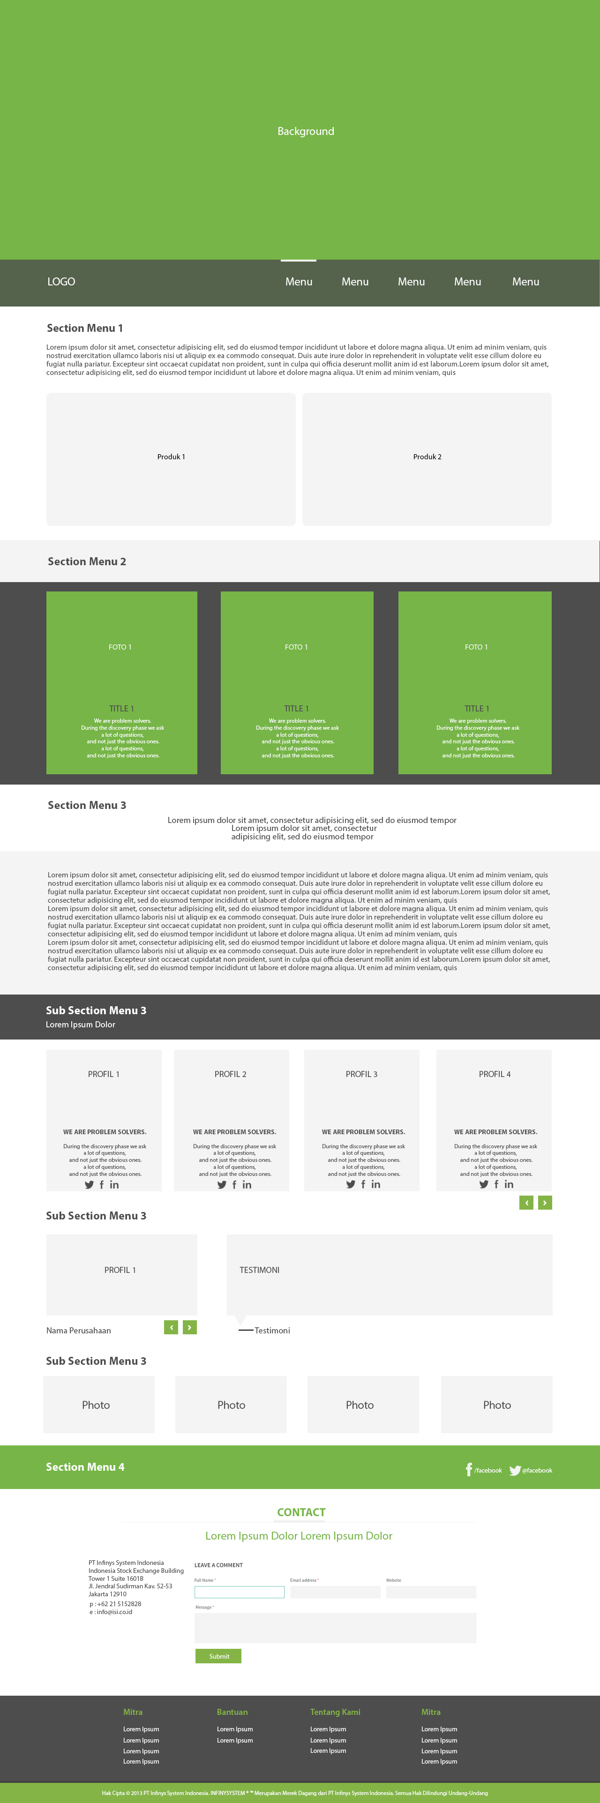 Background
LOGO Menu Menu Menu Menu Menu
Section Menu 1
Lorem ipsum dolor sit amet, consectetur adipisicing elit, sed do eiusmod tempor incididunt ut labore et dolore magna aliqua. Ut enim ad minim veniam, quis
nostrud exercitation ullamco laboris nisi ut aliquip ex ea commodo consequat. Duis aute irure dolor in reprehenderit in voluptate velit esse cillum dolore eu
fugiat nulla pariatur. Excepteur sint occaecat cupidatat non proident, sunt in culpa qui officia deserunt mollit anim id est laborum.Lorem ipsum dolor sit amet,
consectetur adipisicing elit, sed do eiusmod tempor incididunt ut labore et dolore magna aliqua. Ut enim ad minim veniam, quis
Produk 1
Produk 2
Section Menu 2
FOTO 1
TITLE 1
We are problem solvers.
During the discovery phase we ask
a lot of questions,
and not just the obvious ones.
a lot of questions,
and not just the obvious ones.
FOTO 1
TITLE 1
We are problem solvers.
During the discovery phase we ask
a lot of questions,
and not just the obvious ones.
a lot of questions,
and not just the obvious ones.
FOTO 1
TITLE 1
We are problem solvers.
During the discovery phase we ask
a lot of questions,
and not just the obvious ones.
a lot of questions,
and not just the obvious ones.
Section Menu 3
Lorem ipsum dolor sit amet, consectetur adipisicing elit, sed do eiusmod tempor
Lorem ipsum dolor sit amet, consectetur
adipisicing elit, sed do eiusmod tempor
Lorem ipsum dolor sit amet, consectetur adipisicing elit, sed do eiusmod tempor incididunt ut labore et dolore magna aliqua. Ut enim ad minim veniam, quis
nostrud exercitation ullamco laboris nisi ut aliquip ex ea commodo consequat. Duis aute irure dolor in reprehenderit in voluptate velit esse cillum dolore eu
fugiat nulla pariatur. Excepteur sint occaecat cupidatat non proident, sunt in culpa qui officia deserunt mollit anim id est laborum.Lorem ipsum dolor sit amet,
consectetur adipisicing elit, sed do eiusmod tempor incididunt ut labore et dolore magna aliqua. Ut enim ad minim veniam, quis
Lorem ipsum dolor sit amet, consectetur adipisicing elit, sed do eiusmod tempor incididunt ut labore et dolore magna aliqua. Ut enim ad minim veniam, quis
nostrud exercitation ullamco laboris nisi ut aliquip ex ea commodo consequat. Duis aute irure dolor in reprehenderit in voluptate velit esse cillum dolore eu
fugiat nulla pariatur. Excepteur sint occaecat cupidatat non proident, sunt in culpa qui officia deserunt mollit anim id est laborum.Lorem ipsum dolor sit amet,
consectetur adipisicing elit, sed do eiusmod tempor incididunt ut labore et dolore magna aliqua. Ut enim ad minim veniam, quis
Lorem ipsum dolor sit amet, consectetur adipisicing elit, sed do eiusmod tempor incididunt ut labore et dolore magna aliqua. Ut enim ad minim veniam, quis
nostrud exercitation ullamco laboris nisi ut aliquip ex ea commodo consequat. Duis aute irure dolor in reprehenderit in voluptate velit esse cillum dolore eu
fugiat nulla pariatur. Excepteur sint occaecat cupidatat non proident, sunt in culpa qui officia deserunt mollit anim id est laborum.Lorem ipsum dolor sit amet,
consectetur adipisicing elit, sed do eiusmod tempor incididunt ut labore et dolore magna aliqua. Ut enim ad minim veniam, quis
Sub Section Menu 3
Lorem Ipsum Dolor
PROFIL 1
WE ARE PROBLEM SOLVERS.
During the discovery phase we ask
a lot of questions,
and not just the obvious ones.
a lot of questions,
and not just the obvious ones.
PROFIL 2
WE ARE PROBLEM SOLVERS.
During the discovery phase we ask
a lot of questions,
and not just the obvious ones.
a lot of questions,
and not just the obvious ones.
PROFIL 3
WE ARE PROBLEM SOLVERS.
During the discovery phase we ask
a lot of questions,
and not just the obvious ones.
a lot of questions,
and not just the obvious ones.
PROFIL 4
WE ARE PROBLEM SOLVERS.
During the discovery phase we ask
a lot of questions,
and not just the obvious ones.
a lot of questions,
and not just the obvious ones.
Sub Section Menu 3
PROFIL 1
TESTIMONI
Nama Perusahaan
Testimoni
Sub Section Menu 3
Photo
Photo
Photo
Photo
Section Menu 4
/facebook
@facebook
CONTACT
Lorem Ipsum Dolor Lorem Ipsum Dolor
PT Infinys System Indonesia
Indonesia Stock Exchange Building
Tower 1 Suite 1601B
Jl. Jendral Sudirman Kav. 52-53
Jakarta 12910
p : +62 21 5152828
e : info@isi.co.id
LEAVE A COMMENT
Full Name *
Email address *
Website
Message *
Submit
Mitra
Lorem Ipsum
Lorem Ipsum
Lorem Ipsum
Lorem Ipsum
Bantuan
Lorem Ipsum
Lorem Ipsum
Tentang Kami
Lorem Ipsum
Lorem Ipsum
Lorem Ipsum
Mitra
Lorem Ipsum
Lorem Ipsum
Lorem Ipsum
Lorem Ipsum
Hak Cipta © 2013 PT Infinys System Indonesia. INFINYSYSTEM ® ™ Merupakan Merek Dagang dari PT Infinys System Indonesia. Semua Hak Dilindungi Undang-Undang